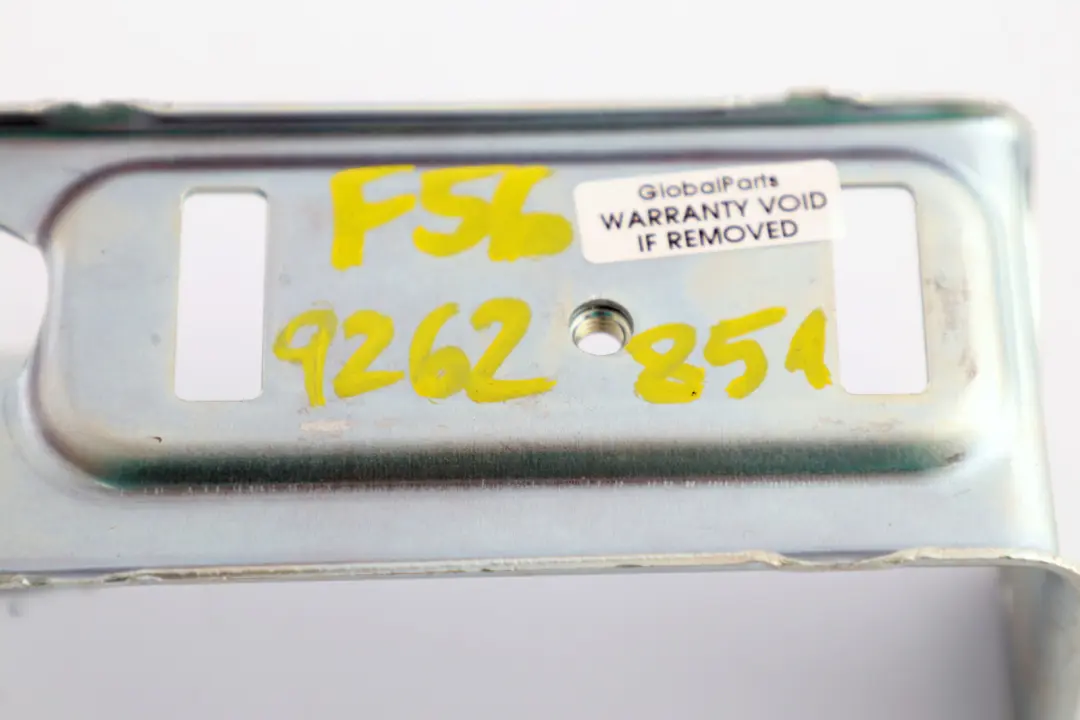 F56
GlobalParts
WARRANTY VOID
IF REMOVED
9262 851